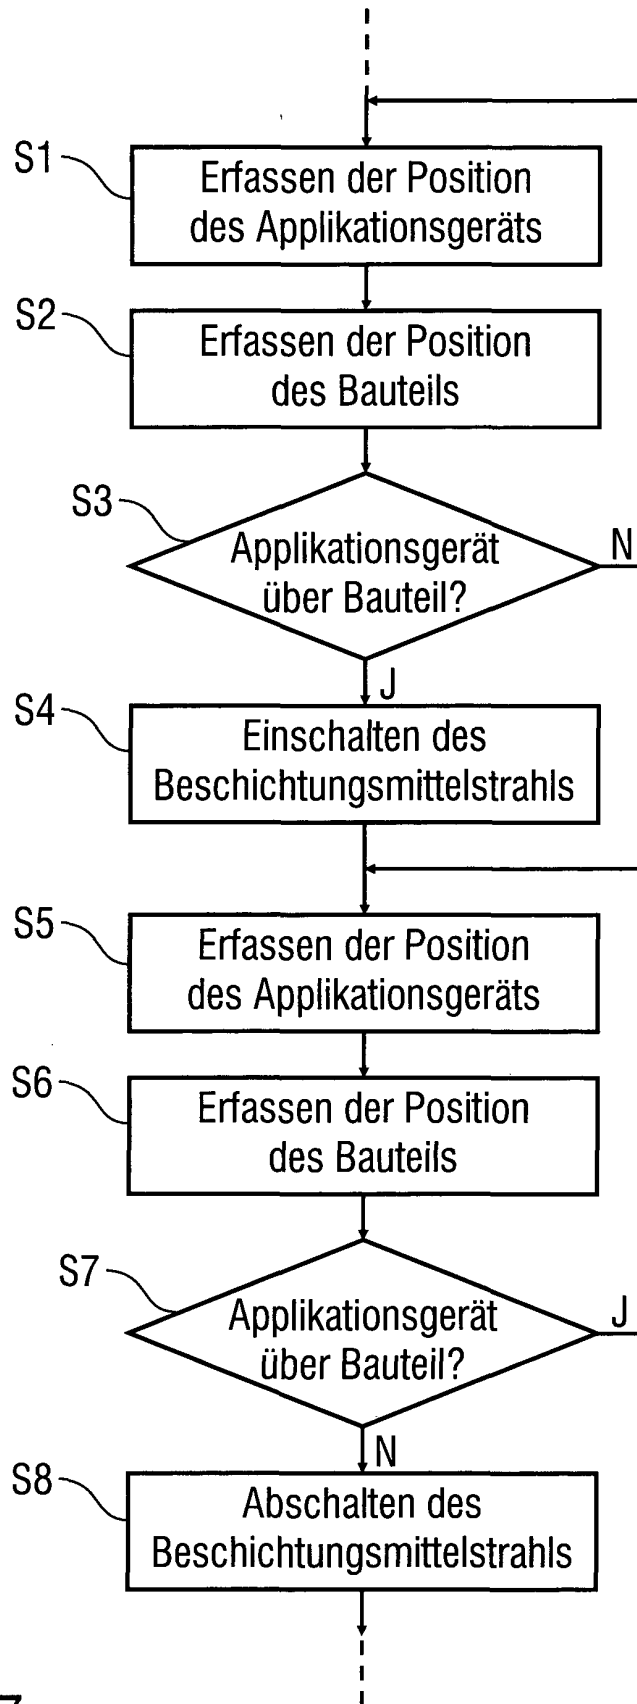 S1
Erfassen der Position
des Applikationsgeräts
S2
Erfassen der Position
des Bauteils
S3
Applikationsgerät
über Bauteil?
N
J
S4
Einschalten des
Beschichtungsmittelstrahls
S5
Erfassen der Position
des Applikationsgeräts
S6
Erfassen der Position
des Bauteils
S7
Applikationsgerät
über Bauteil?
J
N
S8
Abschalten des
Beschichtungsmittelstrahls